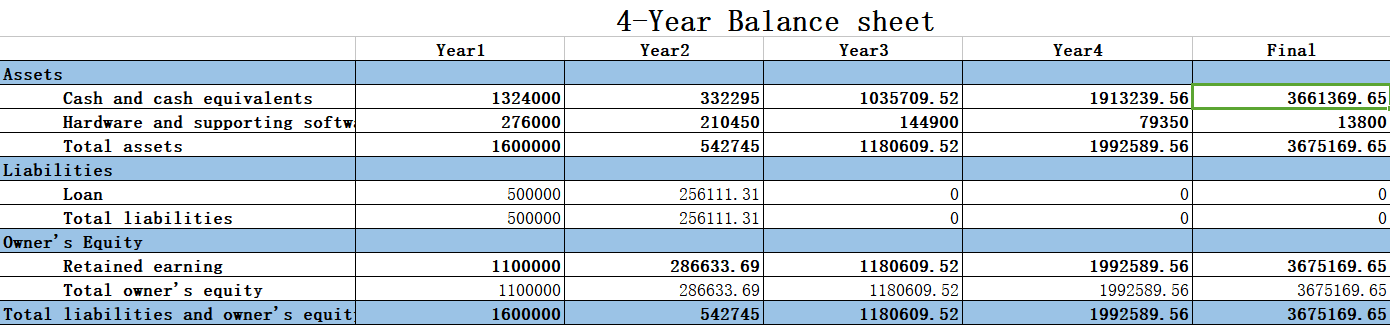 4-Year Balance sheet
Year1 Year2 Year3 Year4 Final
Assets
Cash and cash equivalents 1324000 332295 1035709.52 1913239.56 3661369.65
Hardware and supporting softwa 276000 210450 144900 79350 13800
Total assets 1600000 542745 1180609.52 1992589.56 3675169.65
Liabilities
Loan 500000 256111.31 0 0 0
Total liabilities 500000 256111.31 0 0 0
Owner's Equity
Retained earning 1100000 286633.69 1180609.52 1992589.56 3675169.65
Total owner's equity 1100000 286633.69 1180609.52 1992589.56 3675169.65
Total liabilities and owner's equit 1600000 542745 1180609.52 1992589.56 3675169.65